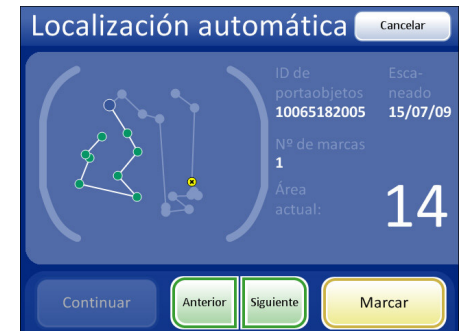 Localización automática
Cancelar
ID de
portaobjetos
10065182005
Esca-
neado
15/07/09
Nº de marcas
1
Área
actual:
14
Continuar
Anterior
Siguiente
Marcar